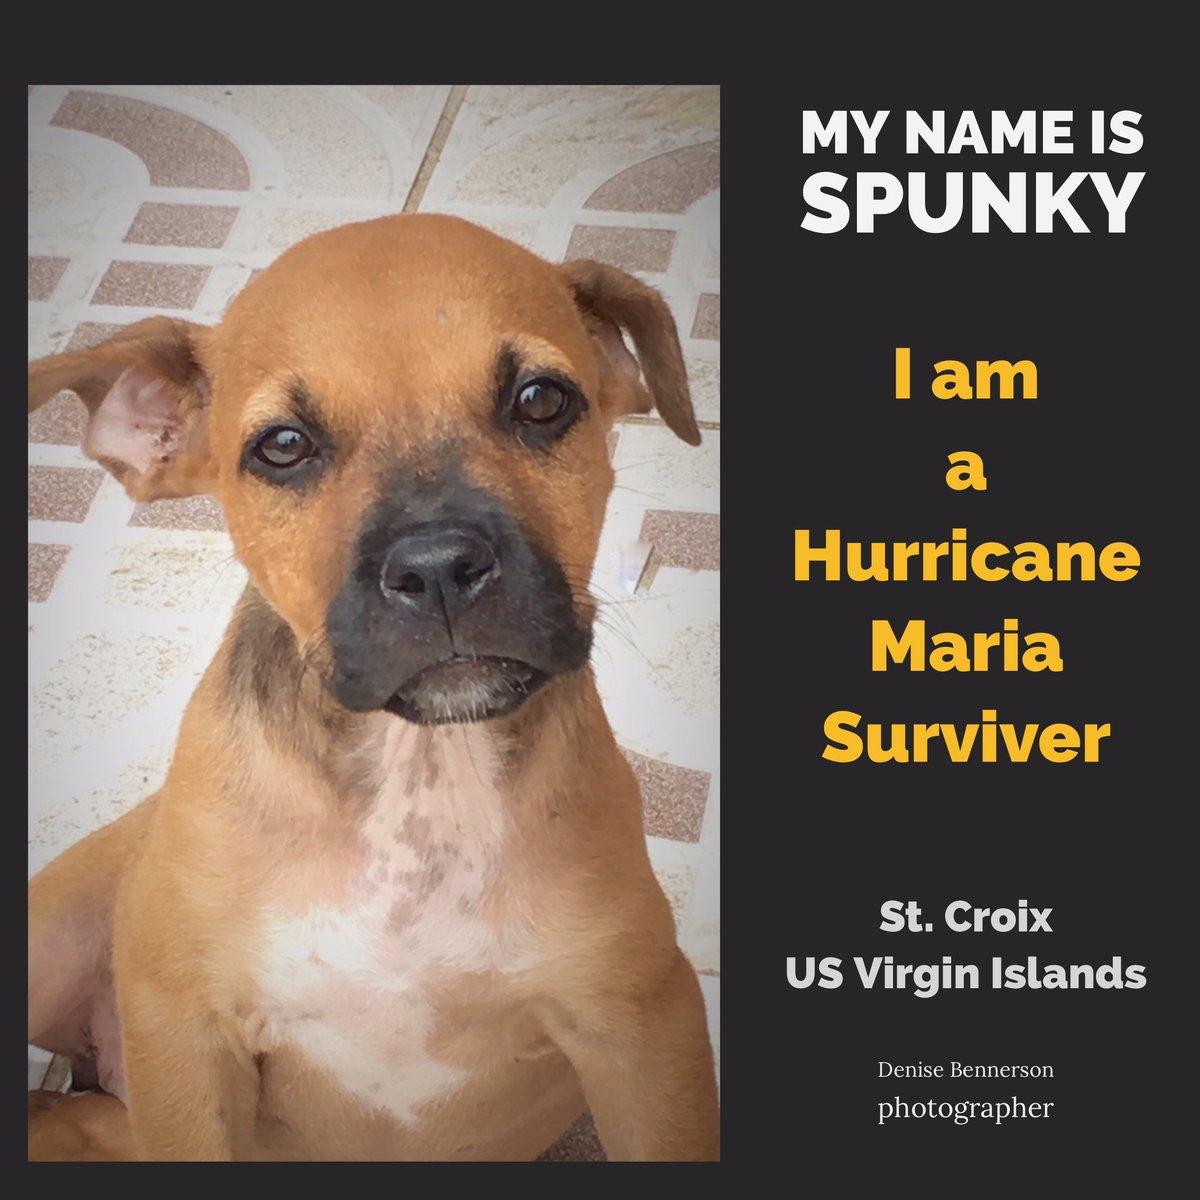 MY NAME IS
SPUNKY
I am
a
Hurricane
Maria
Surviver
St. Croix
US Virgin Islands
Denise Bennerson
photographer